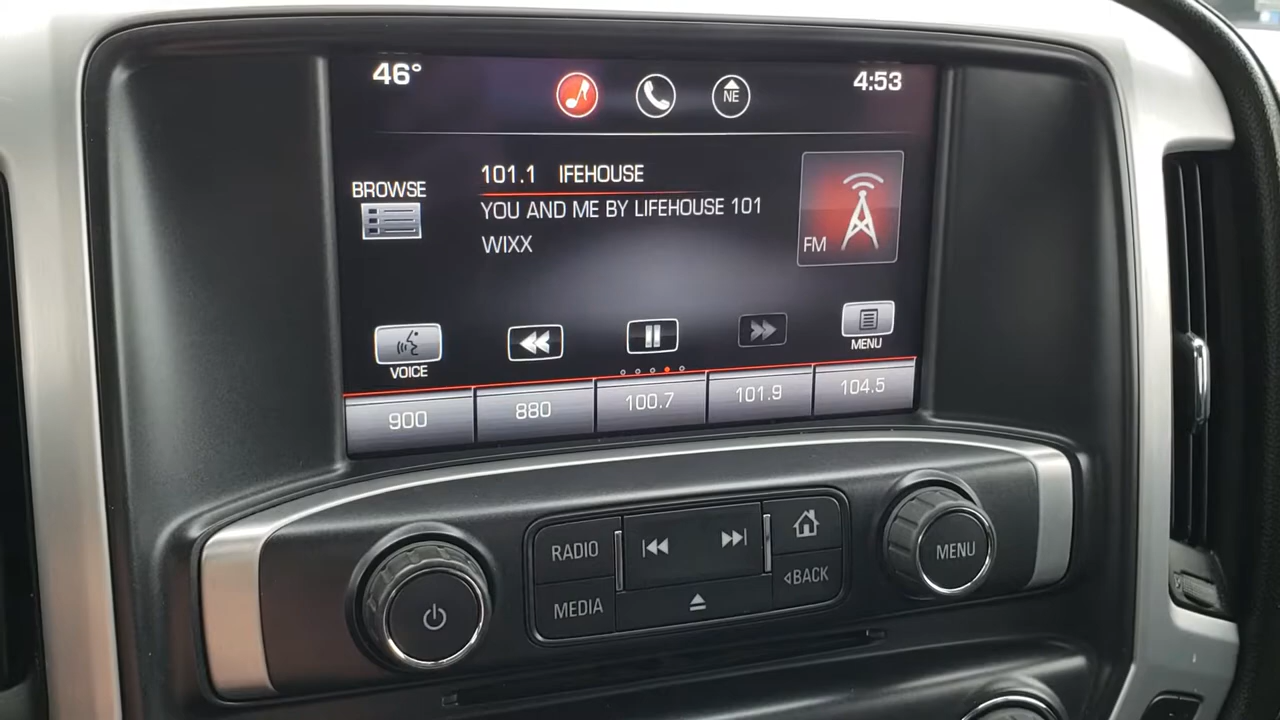 46°
NE
4:53
BROWSE
101.1 IFEHOUSE
YOU AND ME BY LIFEHOUSE 101
WIXX
FM
VOICE
MENU
900 880 100.7 101.9 104.5
RADIO
MEDIA
BACK
MENU